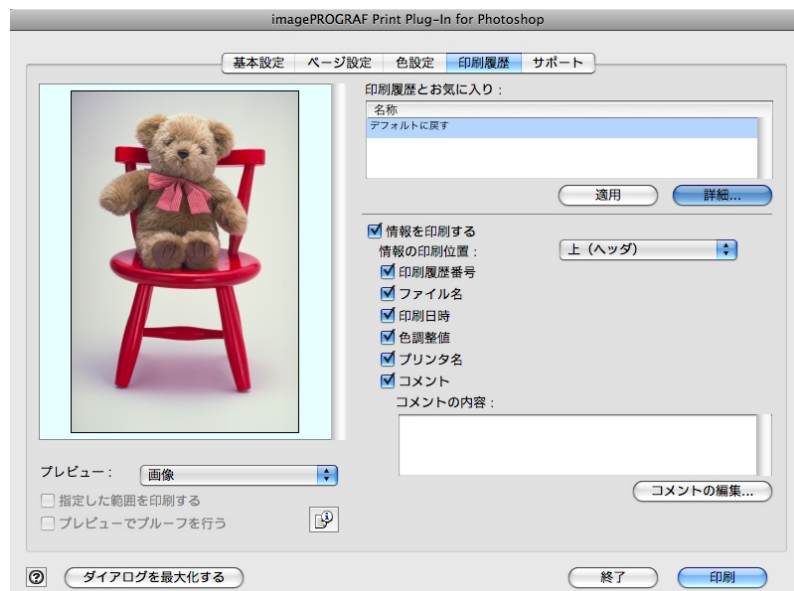 imagePROGRAF Print Plug-In for Photoshop
基本設定 ページ設定 色設定 印刷履歴 サポート
印刷履歴とお気に入り：
名称
デフォルトに戻す
適用 詳細...
情報を印刷する
情報の印刷位置： 上（ヘッダ）
印刷履歴番号
ファイル名
印刷日時
色調整値
プリンタ名
コメント
コメントの内容：
プレビュー： 画像
コメントの編集...
指定した範囲を印刷する
プレビューでプルーフを行う
? ダイアログを最大化する 終了 印刷